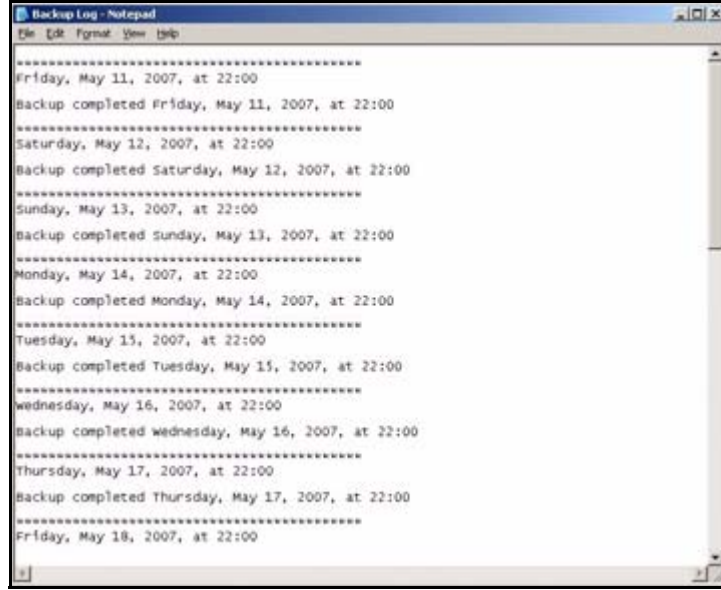 Backup Log - Notepad
File Edit Format View Help
*******************************************
Friday, May 11, 2007, at 22:00
Backup completed Friday, May 11, 2007, at 22:00
*******************************************
Saturday, May 12, 2007, at 22:00
Backup completed Saturday, May 12, 2007, at 22:00
*******************************************
Sunday, May 13, 2007, at 22:00
Backup completed Sunday, May 13, 2007, at 22:00
*******************************************
Monday, May 14, 2007, at 22:00
Backup completed Monday, May 14, 2007, at 22:00
*******************************************
Tuesday, May 15, 2007, at 22:00
Backup completed Tuesday, May 15, 2007, at 22:00
*******************************************
Wednesday, May 16, 2007, at 22:00
Backup completed Wednesday, May 16, 2007, at 22:00
*******************************************
Thursday, May 17, 2007, at 22:00
Backup completed Thursday, May 17, 2007, at 22:00
*******************************************
Friday, May 18, 2007, at 22:00